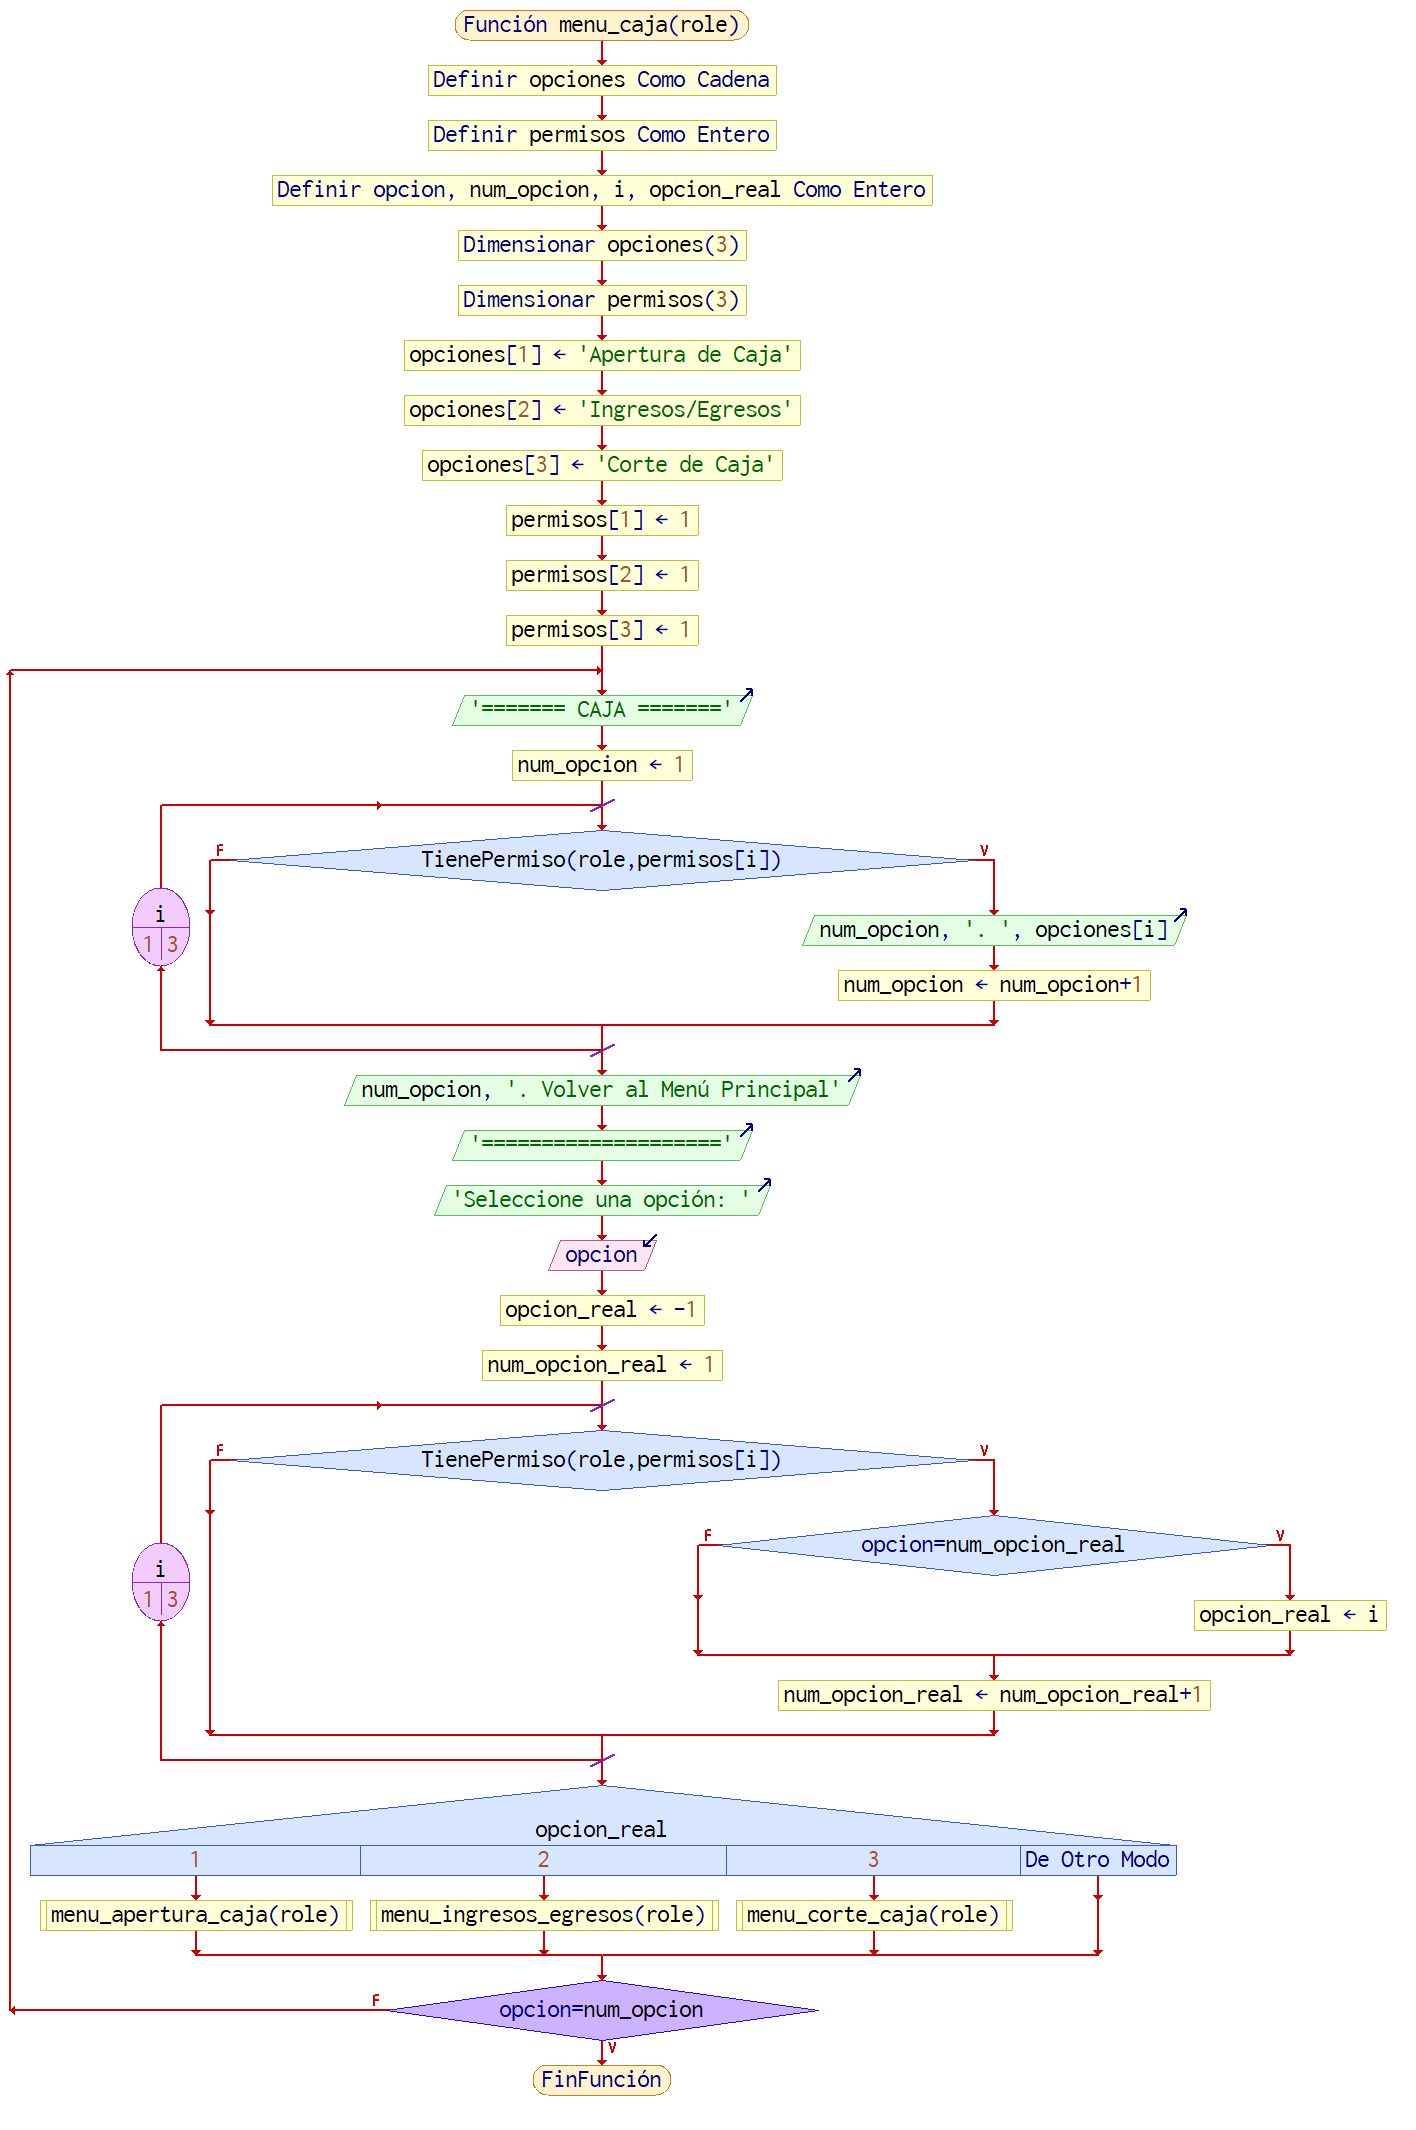 Función menu_caja(role)
Definir opciones Como Cadena
Definir permisos Como Entero
Definir opcion, num_opcion, i, opcion_real Como Entero
Dimensionar opciones(3)
Dimensionar permisos(3)
opciones[1] ← 'Apertura de Caja'
opciones[2] ← 'Ingresos/Egresos'
opciones[3] ← 'Corte de Caja'
permisos[1] ← 1
permisos[2] ← 1
permisos[3] ← 1
'======= CAJA ======='
num_opcion ← 1
F
V
TienePermiso(role,permisos[i])
i
1 3
num_opcion, '. ', opciones[i]
num_opcion ← num_opcion+1
num_opcion, '. Volver al Menú Principal'
'===================='
'Seleccione una opción: '
opcion
opcion_real ← -1
num_opcion_real ← 1
F
V
TienePermiso(role,permisos[i])
F
V
opcion=num_opcion_real
i
1 3
opcion_real ← i
num_opcion_real ← num_opcion_real+1
opcion_real
1 2 3 De Otro Modo
menu_apertura_caja(role) menu_ingresos_egresos(role) menu_corte_caja(role)
F
opcion=num_opcion
V
FinFunción